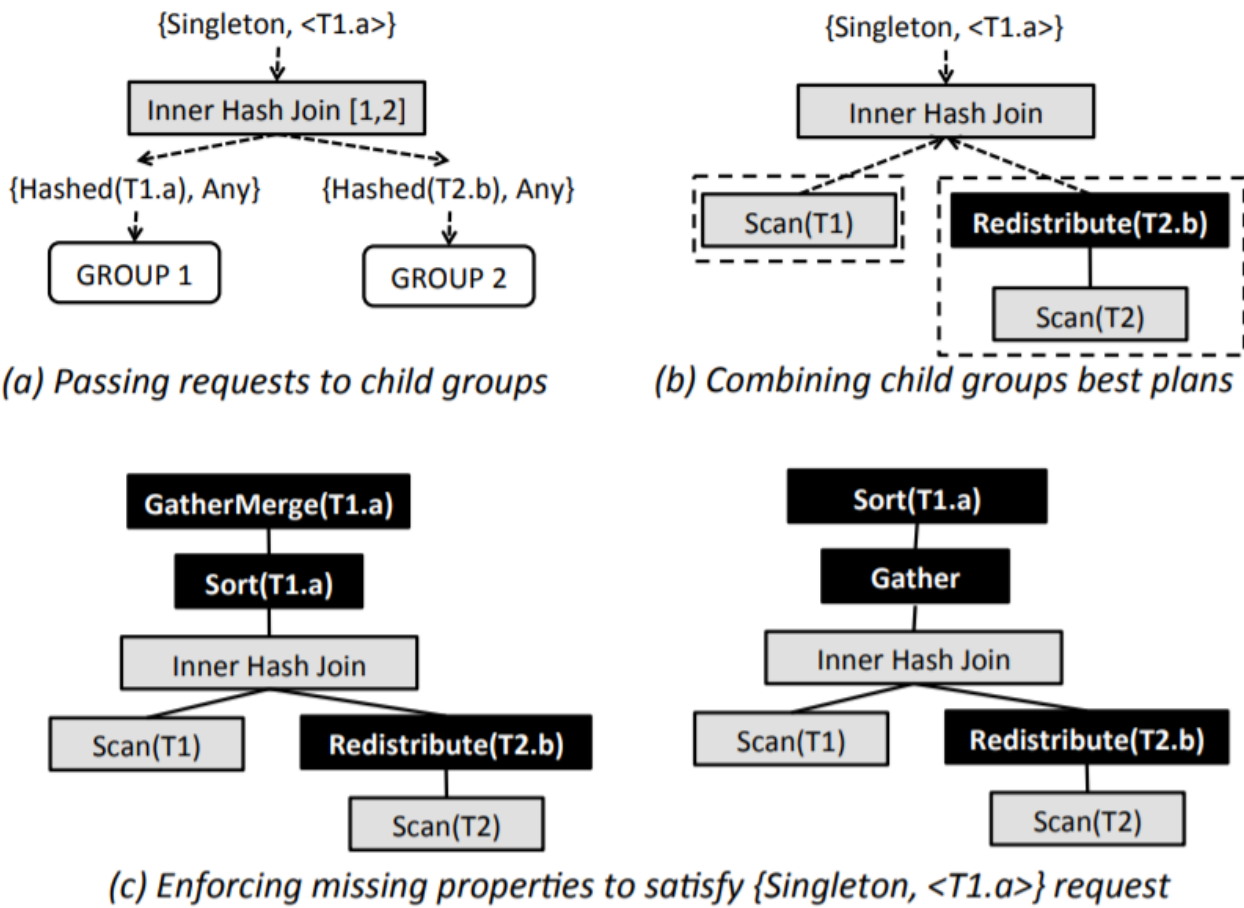 {Singleton, <T1.a>}
Inner Hash Join [1,2]
{Hashed(T1.a), Any}
{Hashed(T2.b), Any}
GROUP 1
GROUP 2
(a) Passing requests to child groups
{Singleton, <T1.a>}
Inner Hash Join
Scan(T1)
Redistribute(T2.b)
Scan(T2)
(b) Combining child groups best plans
GatherMerge(T1.a)
Sort(T1.a)
Inner Hash Join
Scan(T1)
Redistribute(T2.b)
Scan(T2)
Sort(T1.a)
Gather
Inner Hash Join
Scan(T1)
Redistribute(T2.b)
Scan(T2)
(c) Enforcing missing properties to satisfy {Singleton, <T1.a>} request